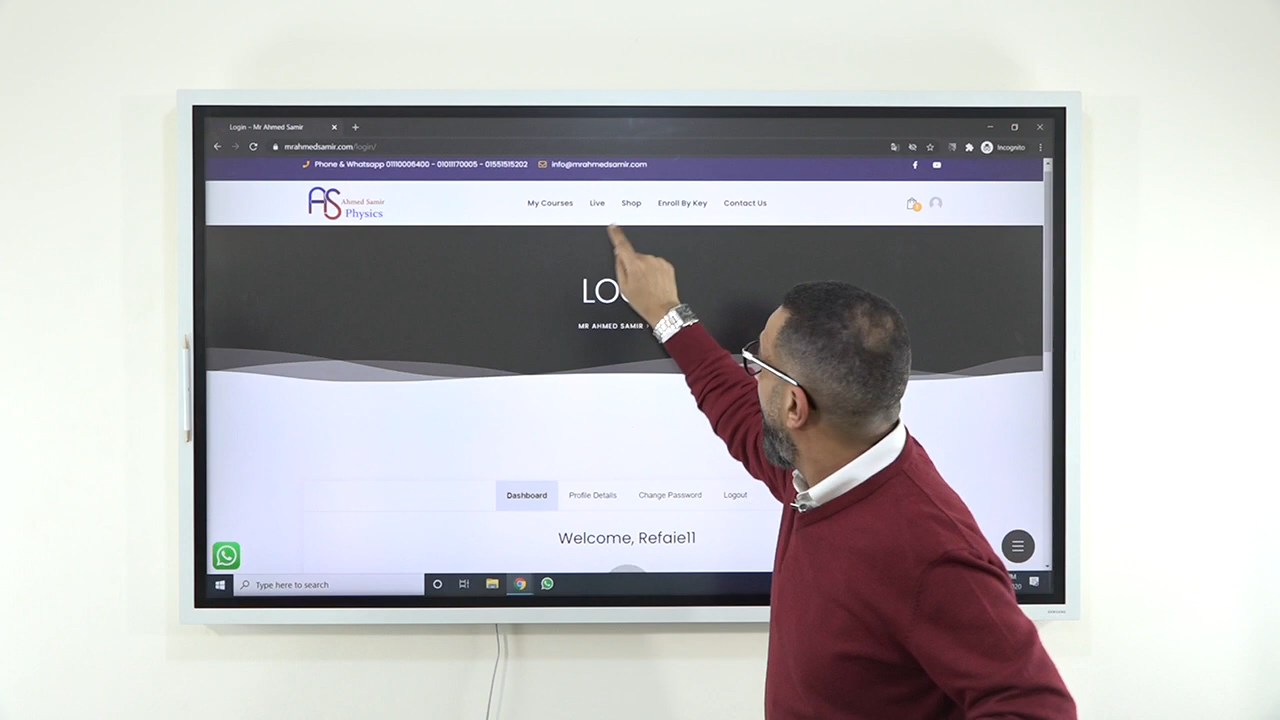 Login – Mr Ahmed Samir
mrahmedsamir.com/login/
Incognito
Phone & Whatsapp 01110006400 - 01011170005 - 01551515202 info@mrahmedsamir.com
AS Ahmed Samir
Physics
My Courses Live Shop Enroll By Key Contact Us
LO
MR AHMED SAMIR
Dashboard Profile Details Change Password Logout
Welcome, Refaie11
Type here to search
SAMSUNG